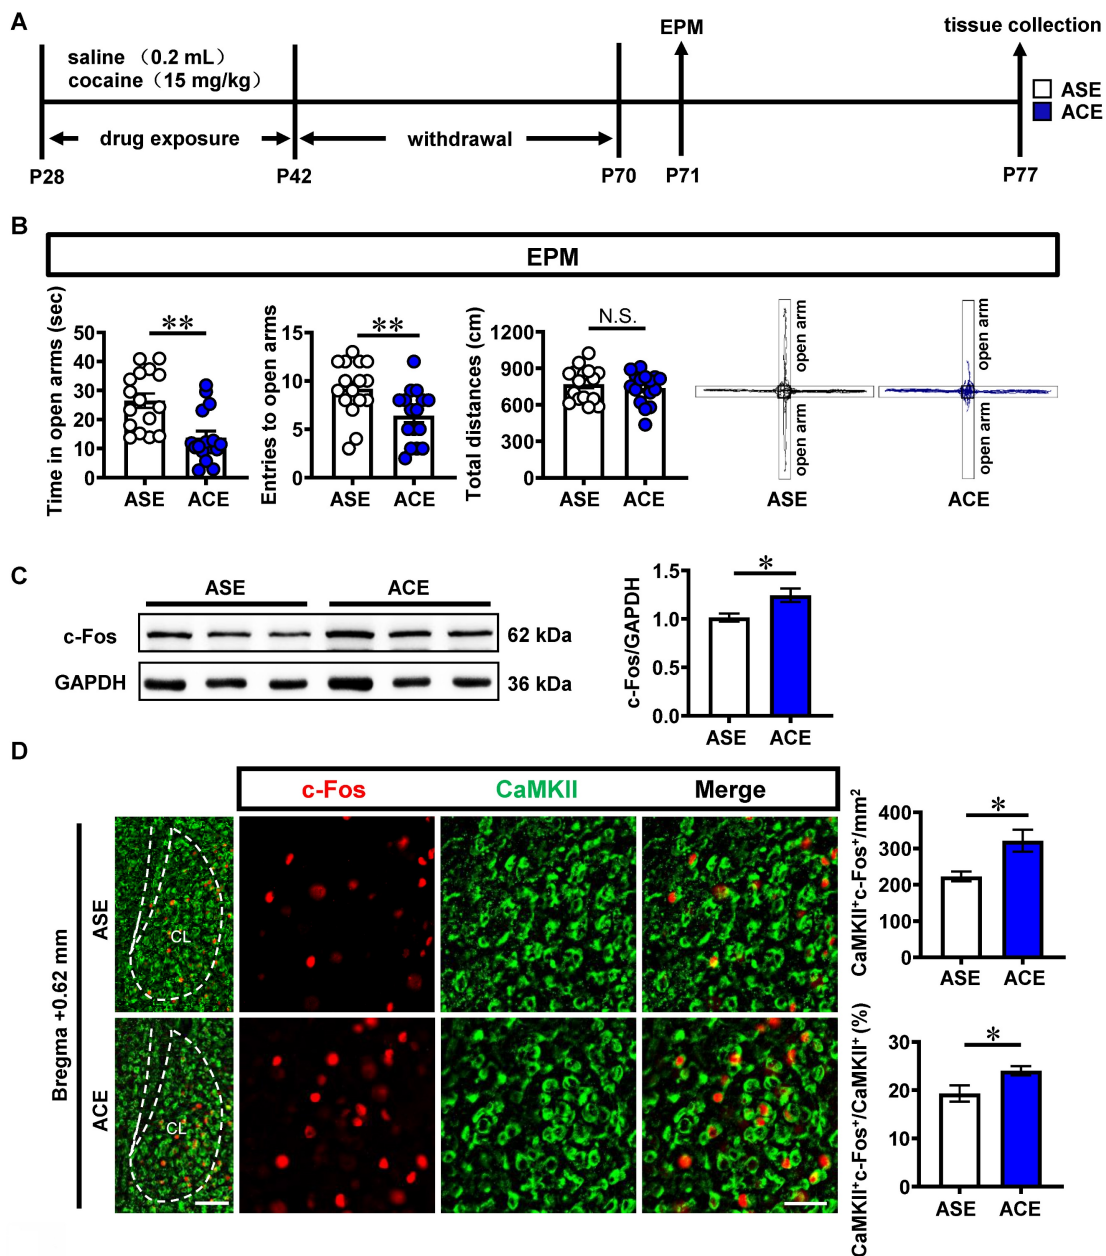 A
saline （0.2 mL）
cocaine（15 mg/kg）
EPM
tissue collection
ASE
ACE
drug exposure
withdrawal
P28
P42
P70
P71
P77
B
EPM
Time in open arms (sec)
50
40
30
20
10
0
**
ASE
ACE
Entries to open arms
15
10
5
0
**
ASE
ACE
Total distances (cm)
1200
900
600
300
0
N.S.
ASE
ACE
open arm
open arm
ASE
open arm
open arm
ACE
C
ASE
ACE
c-Fos
62 kDa
GAPDH
36 kDa
c-Fos/GAPDH
1.5
1.0
0.5
0.0
*
ASE
ACE
D
c-Fos
CaMKII
Merge
Bregma +0.62 mm
ASE
CL
ACE
CL
CaMKII⁺c-Fos⁺/mm²
400
300
200
100
0
*
ASE
ACE
CaMKII⁺c-Fos⁺/CaMKII⁺ (%)
30
20
10
0
*
ASE
ACE